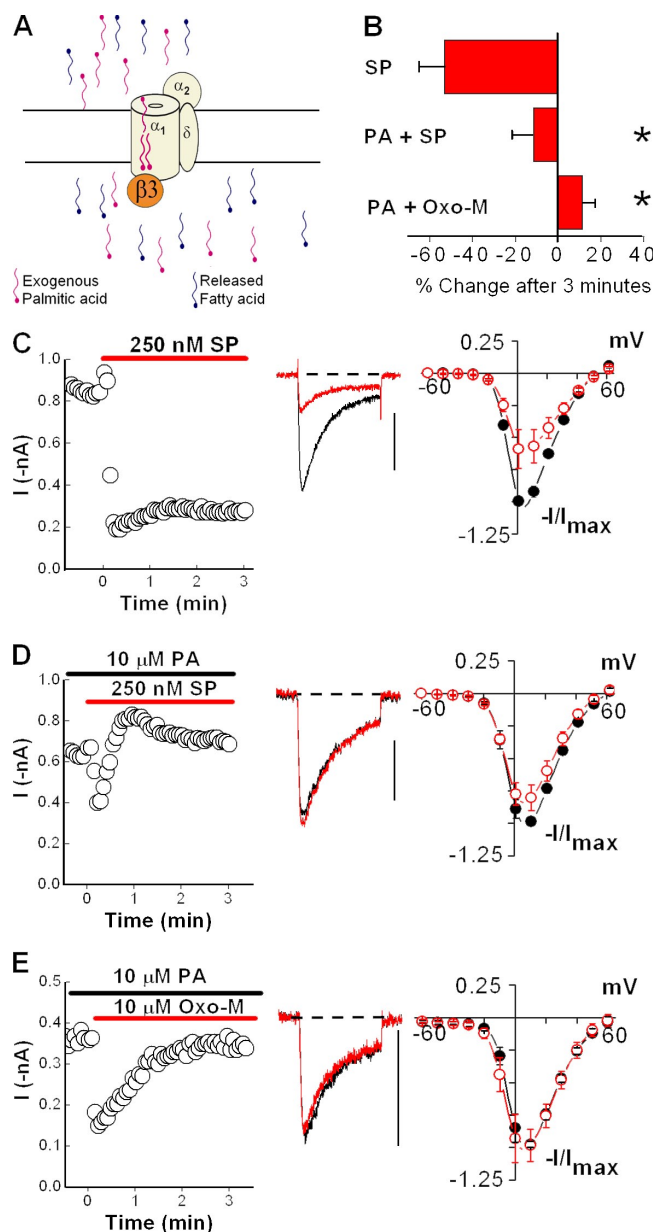 A
α2
α1
δ
β3
Exogenous
Palmitic acid
Released
Fatty acid
B
SP
PA + SP
*
PA + Oxo-M
*
-60 -40 -20 0 20 40
% Change after 3 minutes
C
250 nM SP
1.0
0.8
0.6
0.4
0.2
0.0
I (-nA)
0 1 2 3
Time (min)
0.25
mV
-60
60
-1.25
-I/Imax
D
10 µM PA
250 nM SP
1.0
0.8
0.6
0.4
0.2
0.0
I (-nA)
0 1 2 3
Time (min)
0.25
mV
-60
60
-1.25
-I/Imax
E
10 µM PA
10 µM Oxo-M
0.5
0.4
0.3
0.2
0.1
0.0
I (-nA)
0 1 2 3
Time (min)
0.25
mV
-60
60
-1.25
-I/Imax